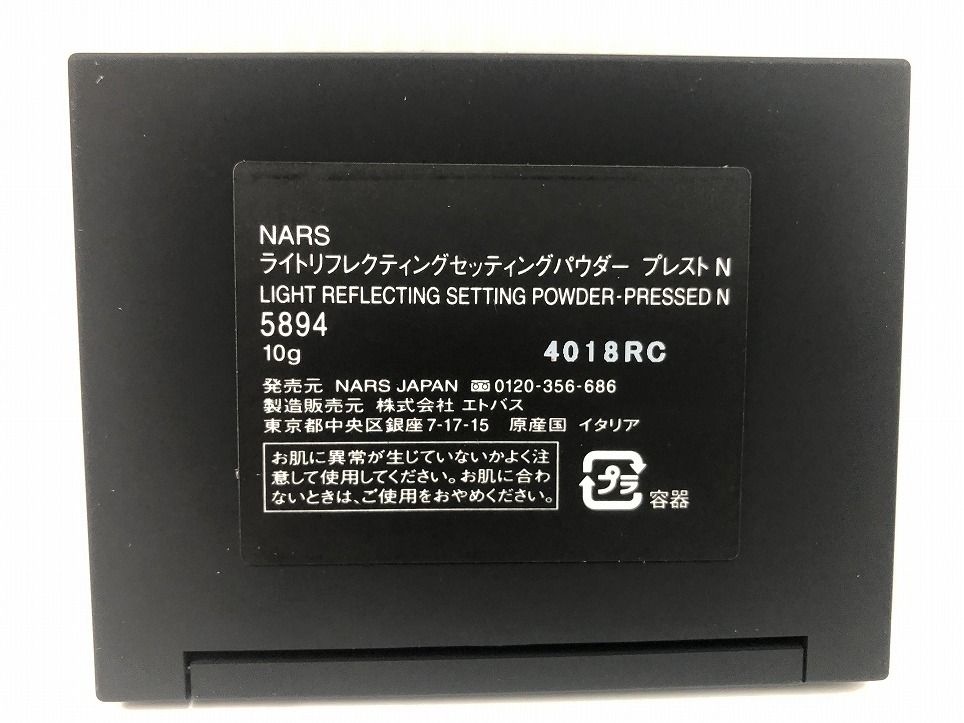 NARS
ライトリフレクティングセッティングパウダー プレスト N
LIGHT REFLECTING SETTING POWDER-PRESSED N
5894
10g 4018RC
発売元 NARS JAPAN 0120-356-686
製造販売元 株式会社 エトバス
東京都中央区銀座7-17-15 原産国 イタリア
お肌に異常が生じていないかよく注
意して使用してください。お肌に合わ
ないときは、ご使用をおやめください。
プラ
容器